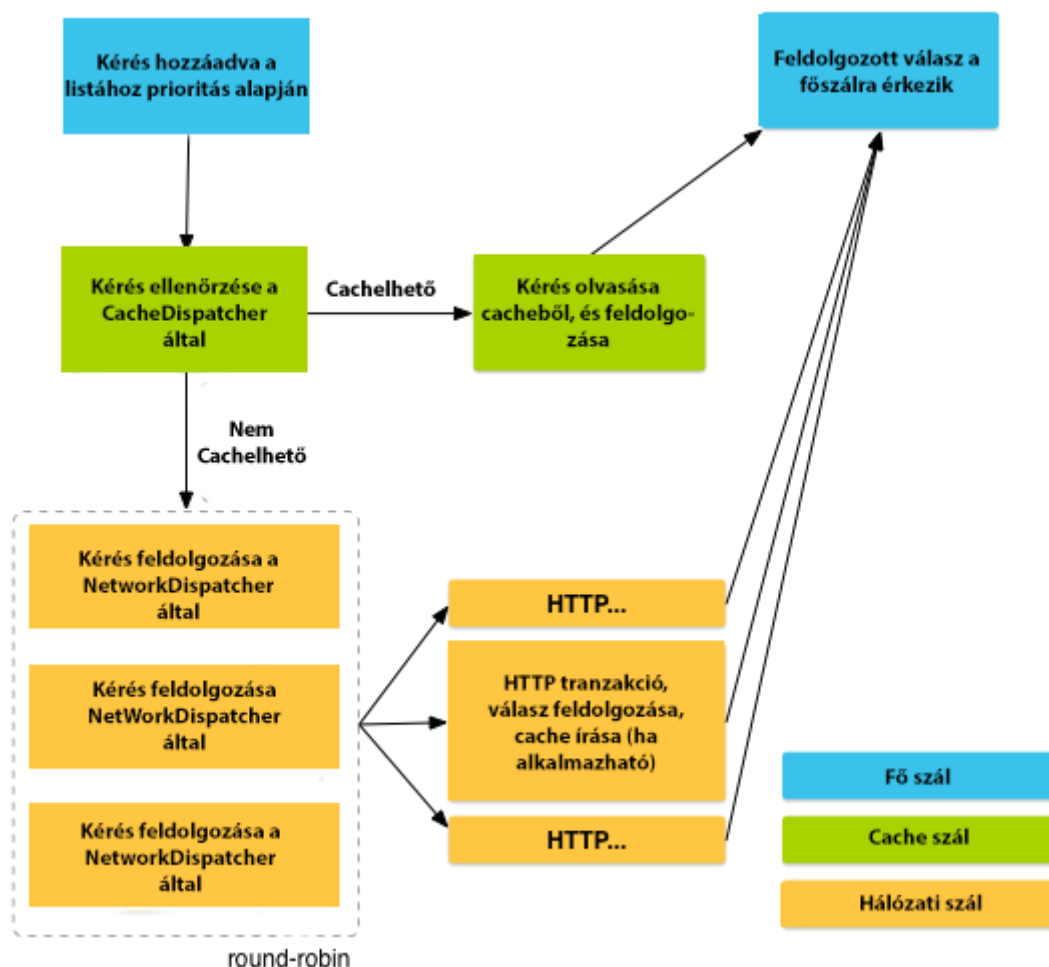 Kérés hozzáadva a
listához prioritás alapján
Feldolgozott válasz a
főszálra érkezik
Kérés ellenőrzése a
CacheDispatcher
által
Cachelhető
Kérés olvasása
cacheből, és feldolgo-
zása
Nem
Cachelhető
Kérés feldolgozása a
NetworkDispatcher
által
Kérés feldolgozása
NetWorkDispatcher
által
Kérés feldolgozása a
NetworkDispatcher
által
round-robin
HTTP...
HTTP tranzakció,
válasz feldolgozása,
cache írása (ha
alkalmazható)
HTTP...
Fő szál
Cache szál
Hálózati szál